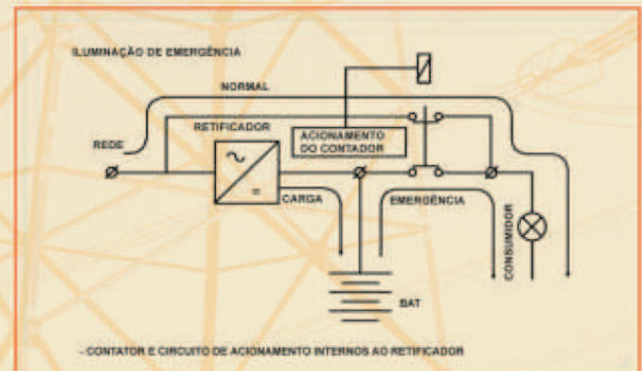 ILUMINAÇÃO DE EMERGÊNCIA
NORMAL
REDE
RETIFICADOR
ACIONAMENTO
DO CONTADOR
CARGA
EMERGÊNCIA
CONSUMIDOR
BAT
- CONTATOR E CIRCUITO DE ACIONAMENTO INTERNOS AO RETIFICADOR